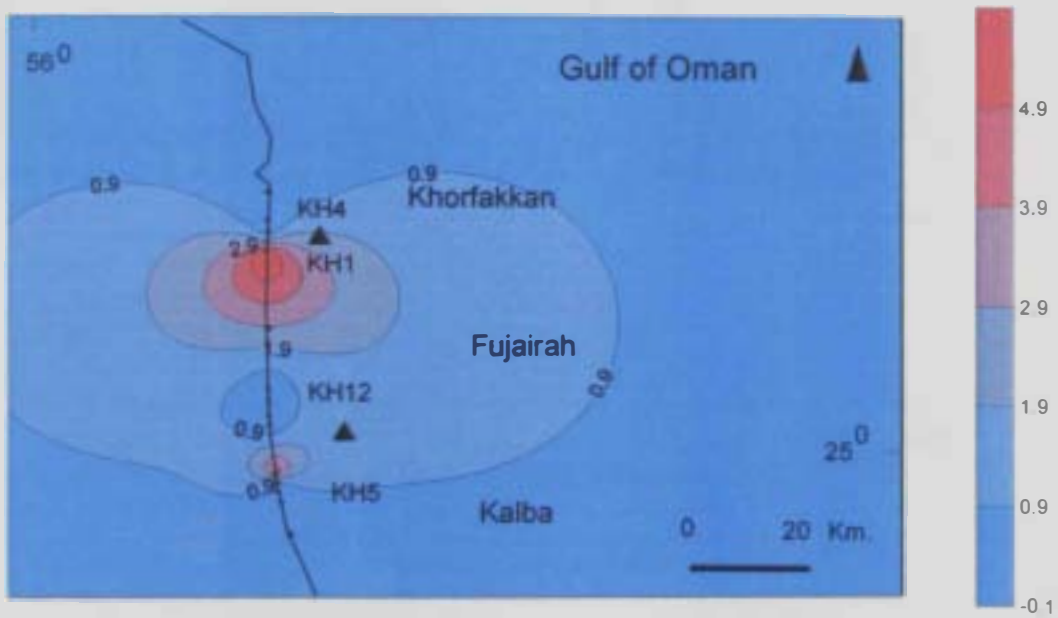 56⁰
Gulf of Oman
4.9
0.9
0.9
Khorfakkan
3.9
KH4
2.9
KH1
2.9
1.9
Fujairah
0.9
KH12
1.9
0.9
25⁰
0.9
KH5
Kalba
0.9
0 20 Km.
-0 1